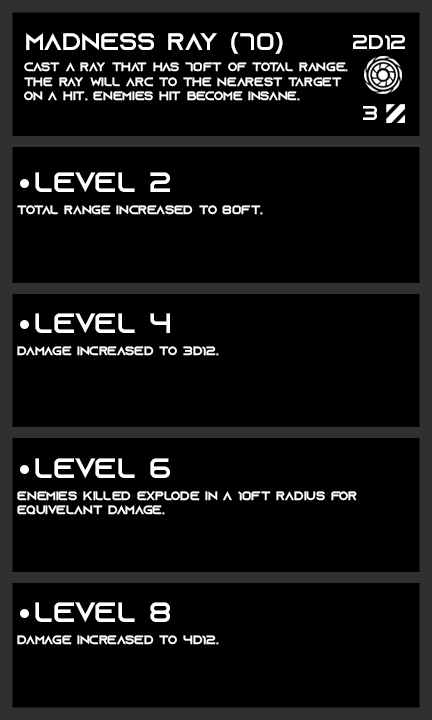 MADNESS RAY (70)
2D12
CAST A RAY THAT HAS 70FT OF TOTAL RANGE.
THE RAY WILL ARC TO THE NEAREST TARGET
ON A HIT. ENEMIES HIT BECOME INSANE.
3
•LEVEL 2
TOTAL RANGE INCREASED TO 80FT.
•LEVEL 4
DAMAGE INCREASED TO 3D12.
•LEVEL 6
ENEMIES KILLED EXPLODE IN A 10FT RADIUS FOR
EQUIVELANT DAMAGE.
•LEVEL 8
DAMAGE INCREASED TO 4D12.